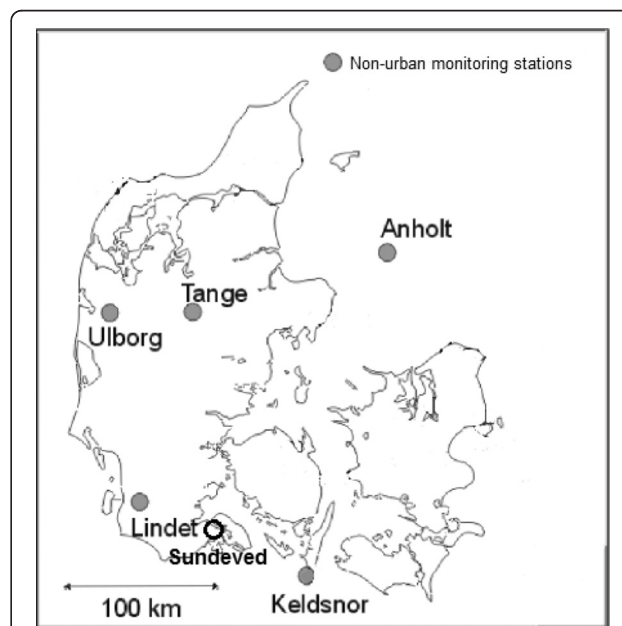 Non-urban monitoring stations
Anholt
Tange
Ulborg
Lindet
Sundeved
Keldsnor
100 km